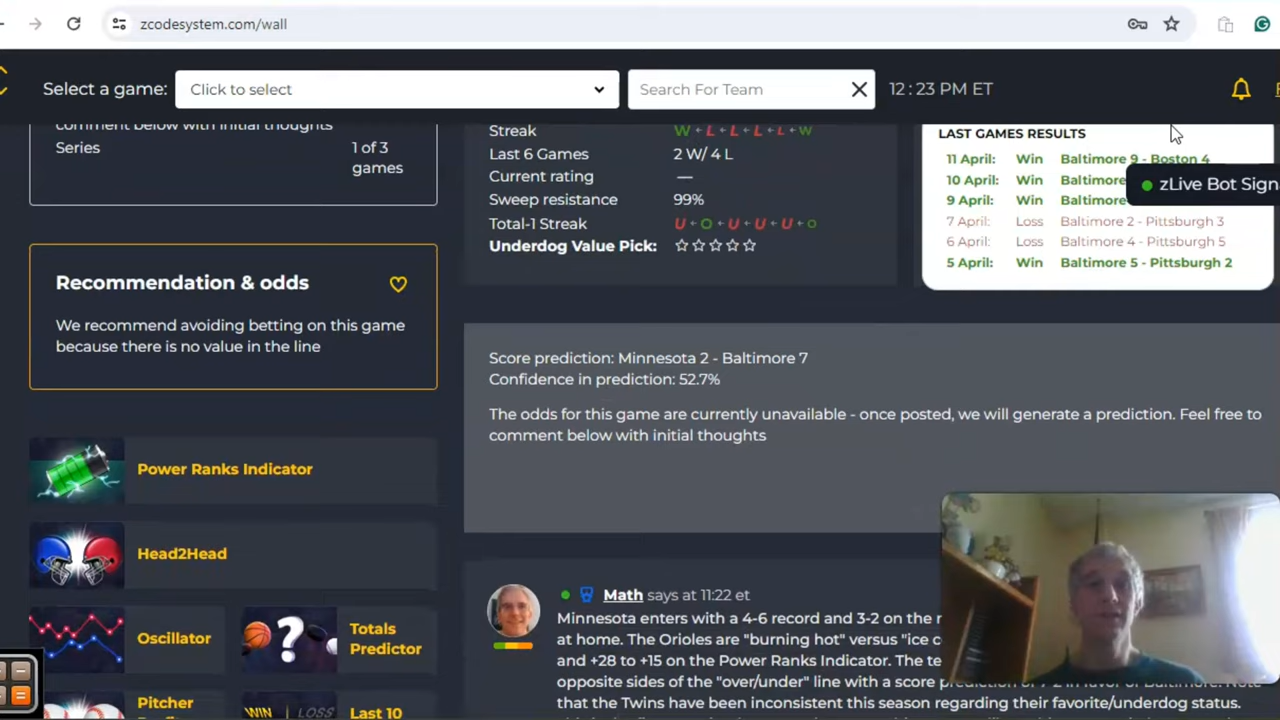 zcodesystem.com/wall
Select a game:
Click to select
Search For Team
12 : 23 PM ET
comment below with initial thoughts
Series
1 of 3
games
Recommendation & odds
We recommend avoiding betting on this game
because there is no value in the line
Power Ranks Indicator
Head2Head
Oscillator
Totals
Predictor
Pitcher
WIN LOSS
Last 10
Streak W L L L L W
Last 6 Games 2 W/ 4 L
Current rating —
Sweep resistance 99%
Total-1 Streak U O U U U O
Underdog Value Pick:
LAST GAMES RESULTS
11 April: Win Baltimore 9 - Boston 4
10 April: Win Baltimore
9 April: Win Baltimore
7 April: Loss Baltimore 2 - Pittsburgh 3
6 April: Loss Baltimore 4 - Pittsburgh 5
5 April: Win Baltimore 5 - Pittsburgh 2
zLive Bot Sign
Score prediction: Minnesota 2 - Baltimore 7
Confidence in prediction: 52.7%
The odds for this game are currently unavailable - once posted, we will generate a prediction. Feel free to
comment below with initial thoughts
Math says at 11:22 et
Minnesota enters with a 4-6 record and 3-2 on the
at home. The Orioles are "burning hot" versus "ice
and +28 to +15 on the Power Ranks Indicator. The
opposite sides of the "over/under" line with a score
Note
that the Twins have been inconsistent this season regarding their favorite/underdog status.